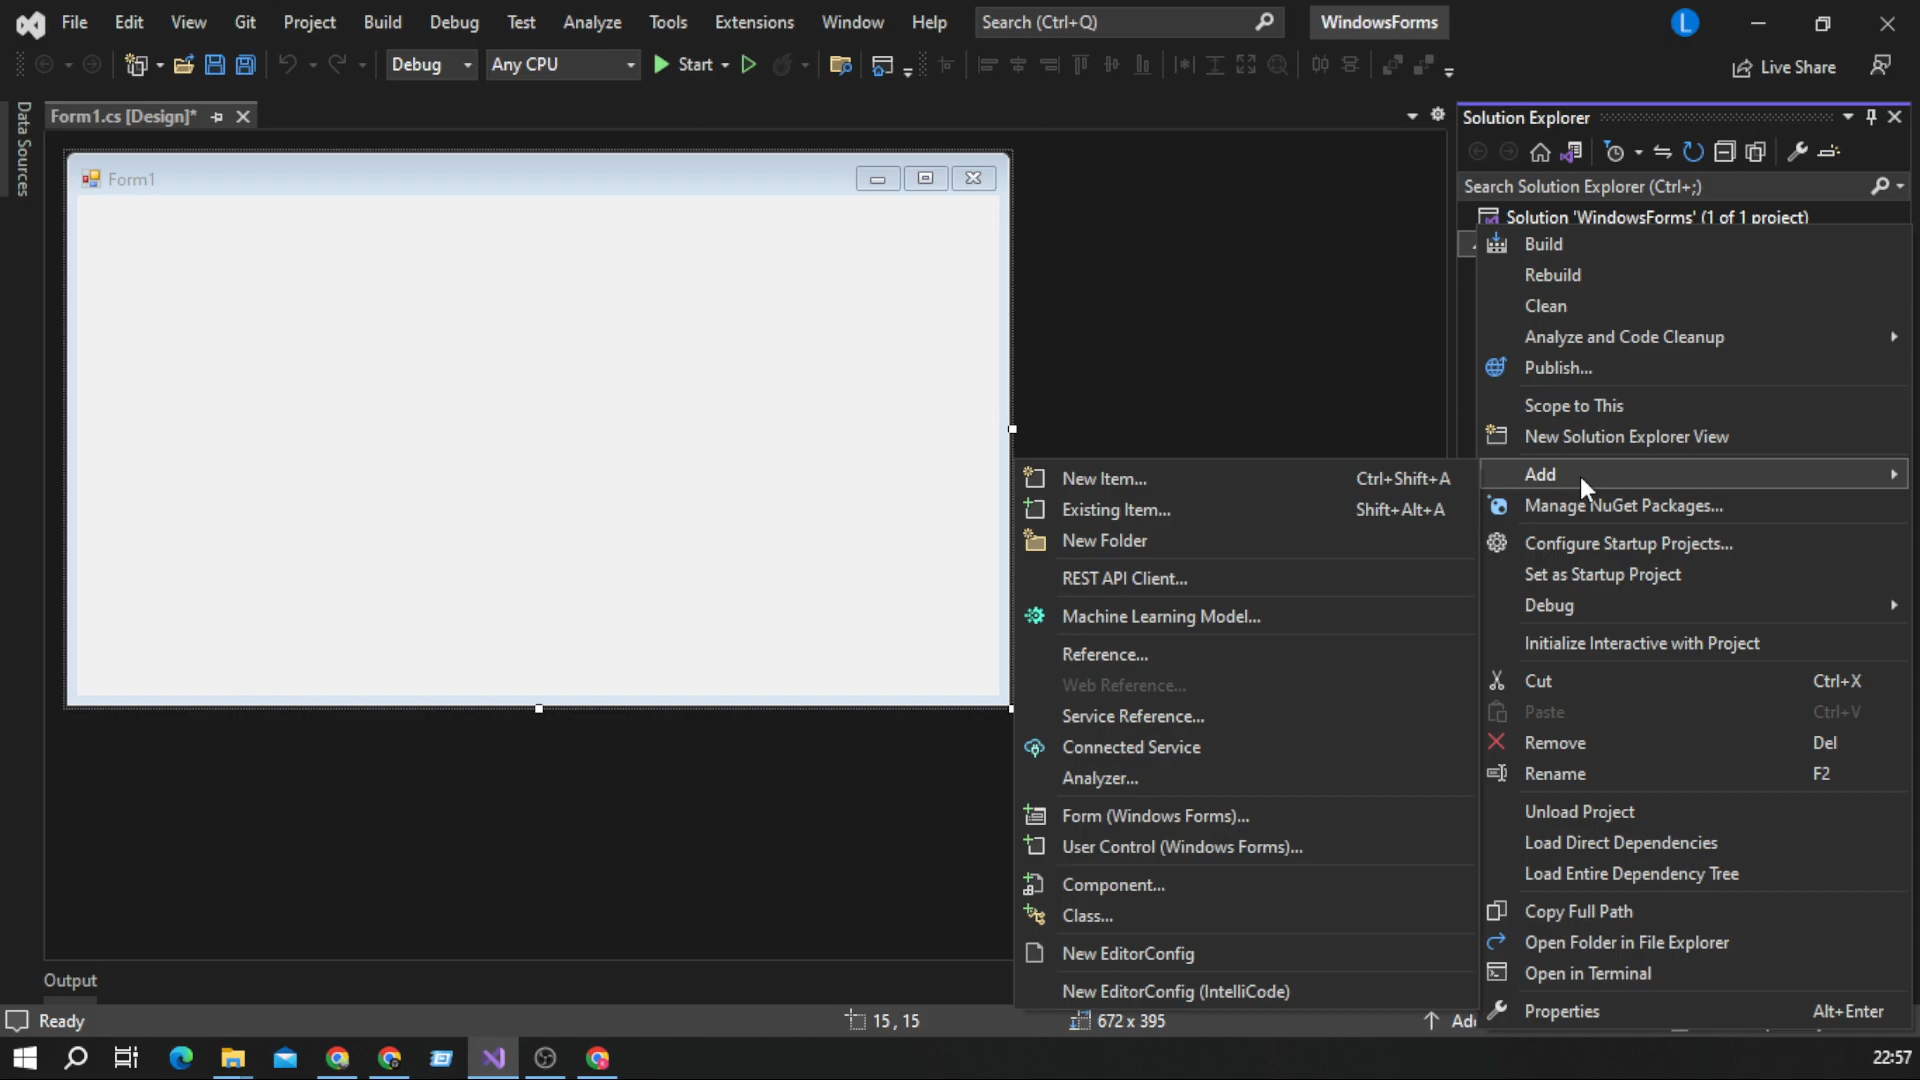 File Edit View Git Project Build Debug Test Analyze Tools Extensions Window Help Search (Ctrl+Q) WindowsForms L
Debug Any CPU Start Live Share
Data Sources
Form1.cs [Design]*
Form1
Solution Explorer
Search Solution Explorer (Ctrl+;)
Solution 'WindowsForms' (1 of 1 project)
Build
Rebuild
Clean
Analyze and Code Cleanup
Publish...
Scope to This
New Solution Explorer View
Add
Manage NuGet Packages...
Configure Startup Projects...
Set as Startup Project
Debug
Initialize Interactive with Project
Cut Ctrl+X
Paste Ctrl+V
Remove Del
Rename F2
Unload Project
Load Direct Dependencies
Load Entire Dependency Tree
Copy Full Path
Open Folder in File Explorer
Open in Terminal
Properties Alt+Enter
New Item... Ctrl+Shift+A
Existing Item... Shift+Alt+A
New Folder
REST API Client...
Machine Learning Model...
Reference...
Web Reference...
Service Reference...
Connected Service
Analyzer...
Form (Windows Forms)...
User Control (Windows Forms)...
Component...
Class...
New EditorConfig
New EditorConfig (IntelliCode)
Output
Ready 15, 15 672 x 395
22:57